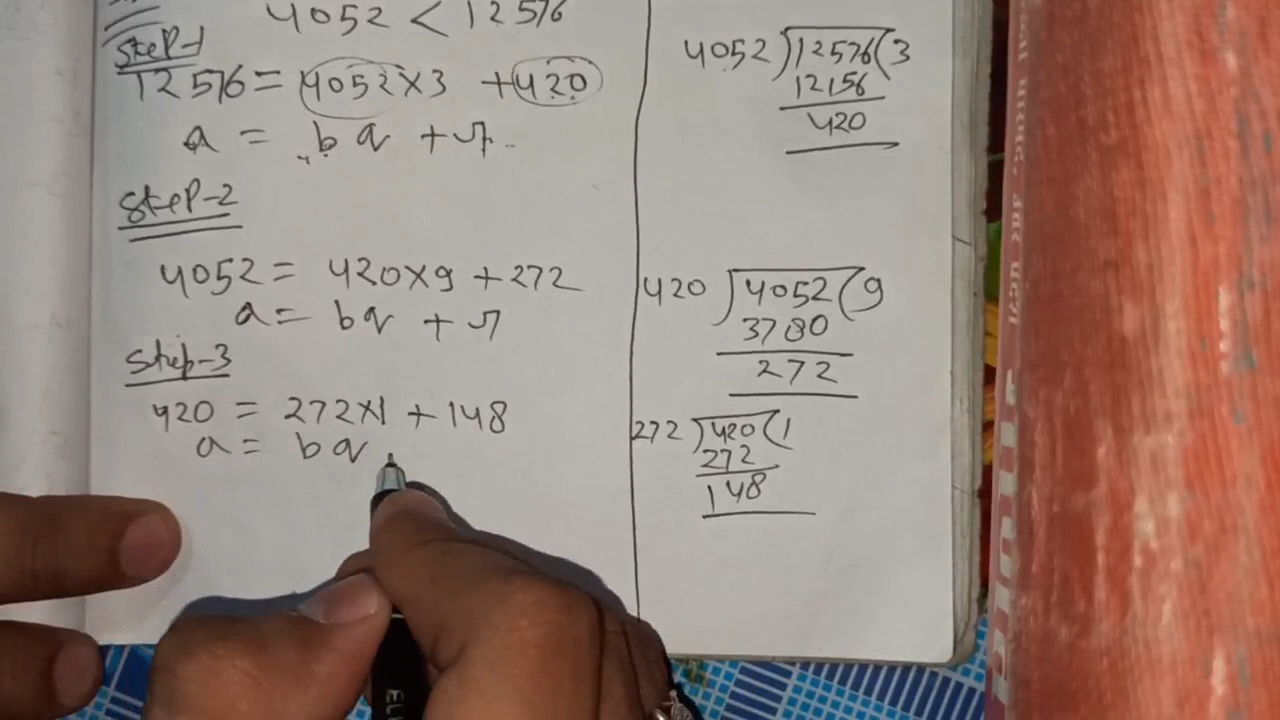 4052 < 12576
Step-1
12576 = 4052×3 +420
a = bq + r
Step-2
4052 = 420×9 +272
a = bq + r
Step-3
420 = 272×1 + 148
a = bq
4052)12576(3
12156
420
420)4052(9
3780
272
272)420(1
272
148